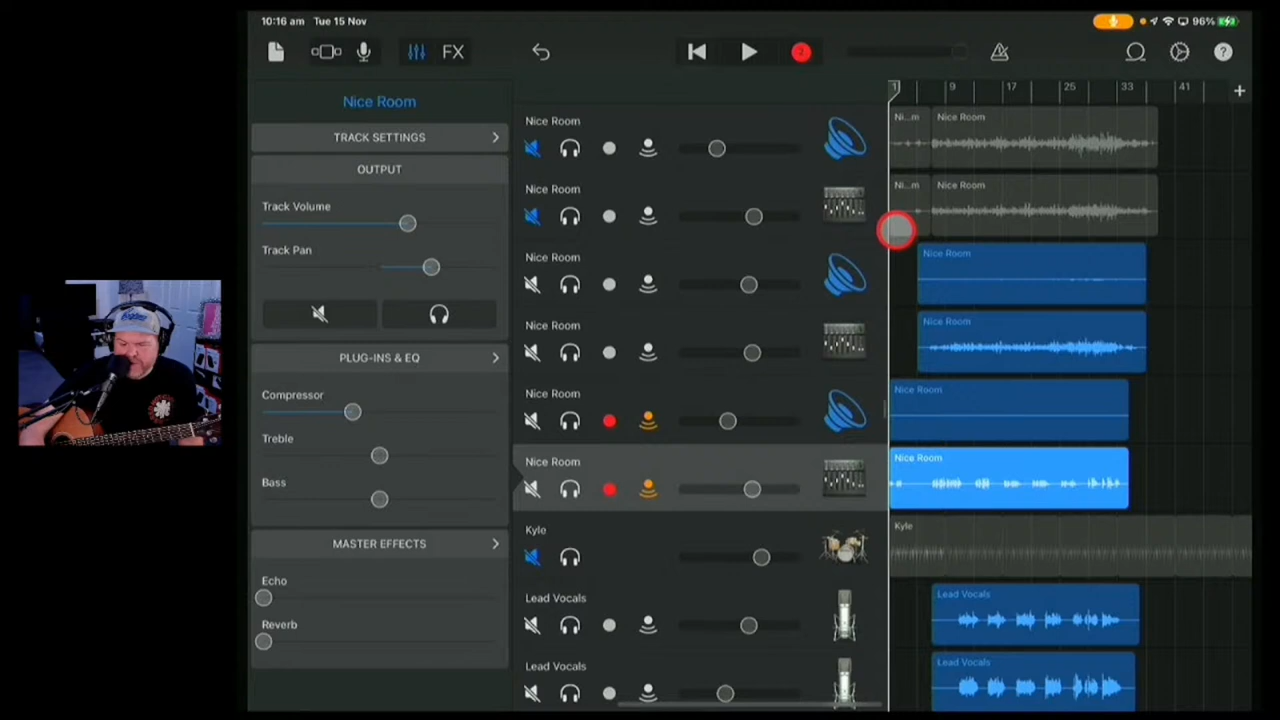 10:16 am Tue 15 Nov
96%
FX
Nice Room
TRACK SETTINGS
OUTPUT
Track Volume
Track Pan
PLUG-INS & EQ
Compressor
Treble
Bass
MASTER EFFECTS
Echo
Reverb
1 9 17 25 33 41
Nice Room
Ni...m Nice Room
Nice Room
Ni...m Nice Room
Nice Room
Nice Room
Nice Room
Nice Room
Nice Room
Nice Room
Nice Room
Nice Room
Kyle
Kyle
Lead Vocals
Lead Vocals
Lead Vocals
Lead Vocals